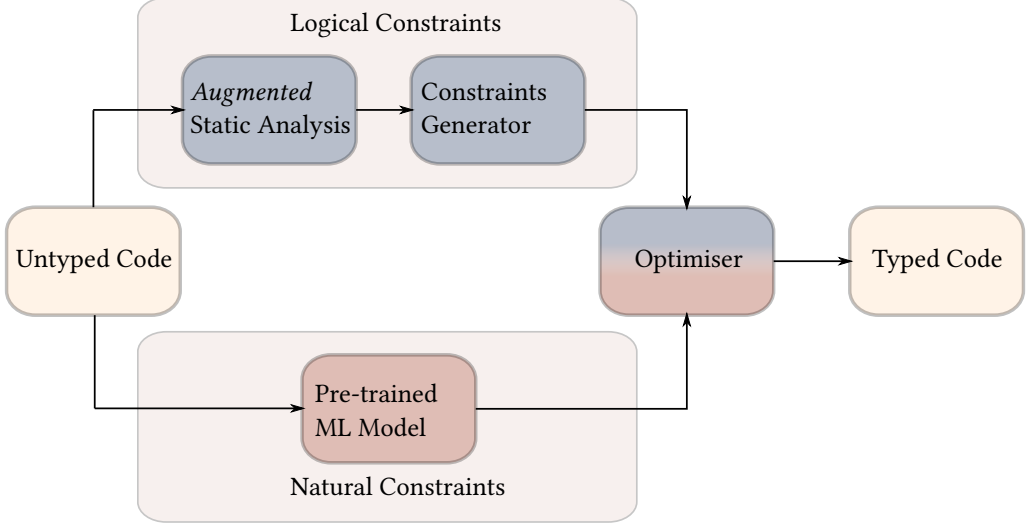 Logical Constraints
Augmented
Static Analysis
Constraints
Generator
Untyped Code
Optimiser
Typed Code
Pre-trained
ML Model
Natural Constraints